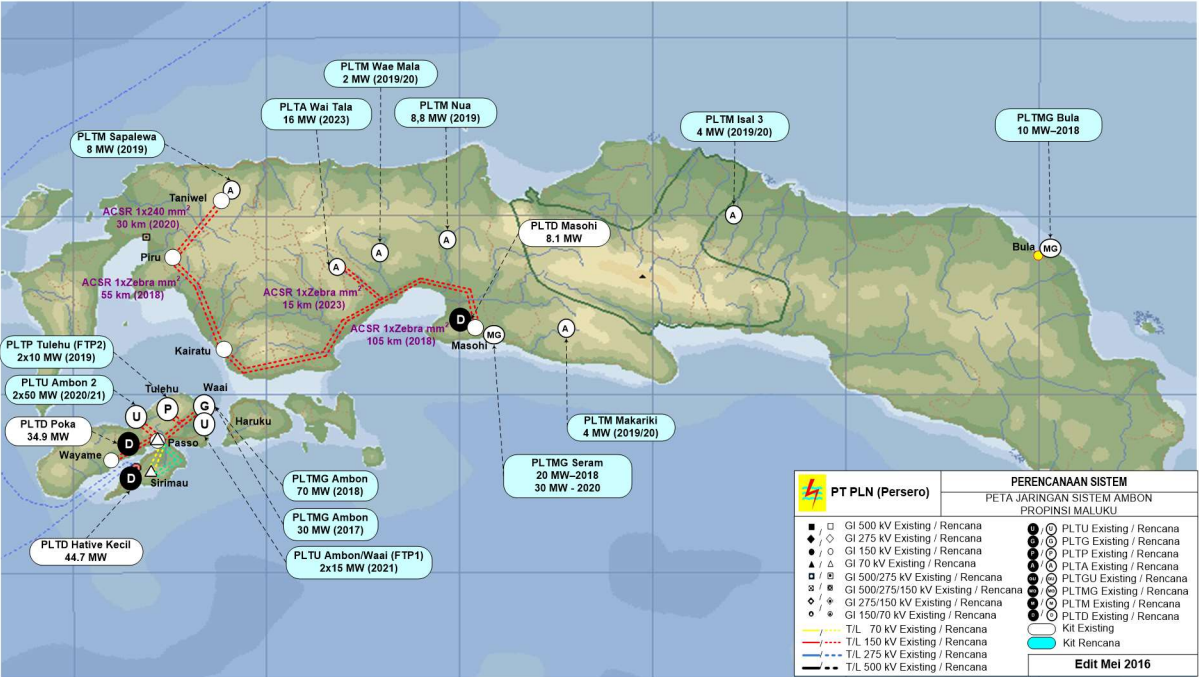 PLTM Wae Mala
2 MW (2019/20)
PLTA Wai Tala
16 MW (2023)
PLTM Nua
8,8 MW (2019)
PLTM Isal 3
4 MW (2019/20)
PLTMG Bula
10 MW–2018
PLTM Sapalewa
8 MW (2019)
A
Taniwel
ACSR 1x240 mm²
30 km (2020)
A
PLTD Masohi
8.1 MW
A
A
A
Bula
MG
Piru
ACSR 1xZebra mm²
55 km (2018)
ACSR 1xZebra mm²
15 km (2023)
ACSR 1xZebra mm²
105 km (2018)
D
MG
A
Masohi
Kairatu
PLTP Tulehu (FTP2)
2x10 MW (2019)
PLTU Ambon 2
2x50 MW (2020/21)
Tulehu
Waai
U
P
G
U
Haruku
PLTD Poka
34.9 MW
D
Passo
Wayame
D
Sirimau
PLTM Makariki
4 MW (2019/20)
PLTMG Seram
20 MW–2018
30 MW - 2020
PLTMG Ambon
70 MW (2018)
PLTMG Ambon
30 MW (2017)
PLTD Hative Kecil
44.7 MW
PLTU Ambon/Waai (FTP1)
2x15 MW (2021)
PT PLN (Persero)
PERENCANAAN SISTEM
PETA JARINGAN SISTEM AMBON
PROPINSI MALUKU
/ GI 500 kV Existing / Rencana
/ GI 275 kV Existing / Rencana
/ GI 150 kV Existing / Rencana
/ GI 70 kV Existing / Rencana
/ GI 500/275 kV Existing / Rencana
/ GI 500/275/150 kV Existing / Rencana
/ GI 275/150 kV Existing / Rencana
/ GI 150/70 kV Existing / Rencana
/ T/L 70 kV Existing / Rencana
/ T/L 150 kV Existing / Rencana
/ T/L 275 kV Existing / Rencana
/ T/L 500 kV Existing / Rencana
U / U PLTU Existing / Rencana
G / G PLTG Existing / Rencana
P / P PLTP Existing / Rencana
A / A PLTA Existing / Rencana
GU / GU PLTGU Existing / Rencana
MG / MG PLTMG Existing / Rencana
M / M PLTM Existing / Rencana
D / D PLTD Existing / Rencana
Kit Existing
Kit Rencana
Edit Mei 2016